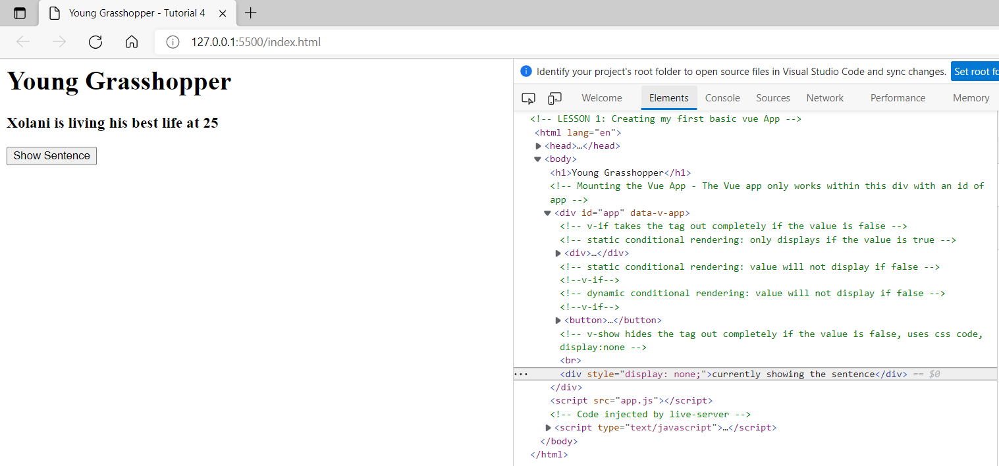 Young Grasshopper - Tutorial 4
127.0.0.1:5500/index.html
Young Grasshopper
Xolani is living his best life at 25
Show Sentence
Identify your project's root folder to open source files in Visual Studio Code and sync changes. Set root fo
Welcome Elements Console Sources Network Performance Memory
<!-- LESSON 1: Creating my first basic vue App -->
<html lang="en">
<head>…</head>
<body>
<h1>Young Grasshopper</h1>
<!-- Mounting the Vue App - The Vue app only works within this div with an id of
app -->
<div id="app" data-v-app>
<!-- v-if takes the tag out completely if the value is false -->
<!-- static conditional rendering: only displays if the value is true -->
<div>…</div>
<!-- static conditional rendering: value will not display if false -->
<!--v-if-->
<!-- dynamic conditional rendering: value will not display if false -->
<!--v-if-->
<button>…</button>
<!-- v-show hides the tag out completely if the value is false, uses css code,
display:none -->
<br>
<div style="display: none;">currently showing the sentence</div> == $0
</div>
<script src="app.js"></script>
<!-- Code injected by live-server -->
<script type="text/javascript">…</script>
</body>
</html>